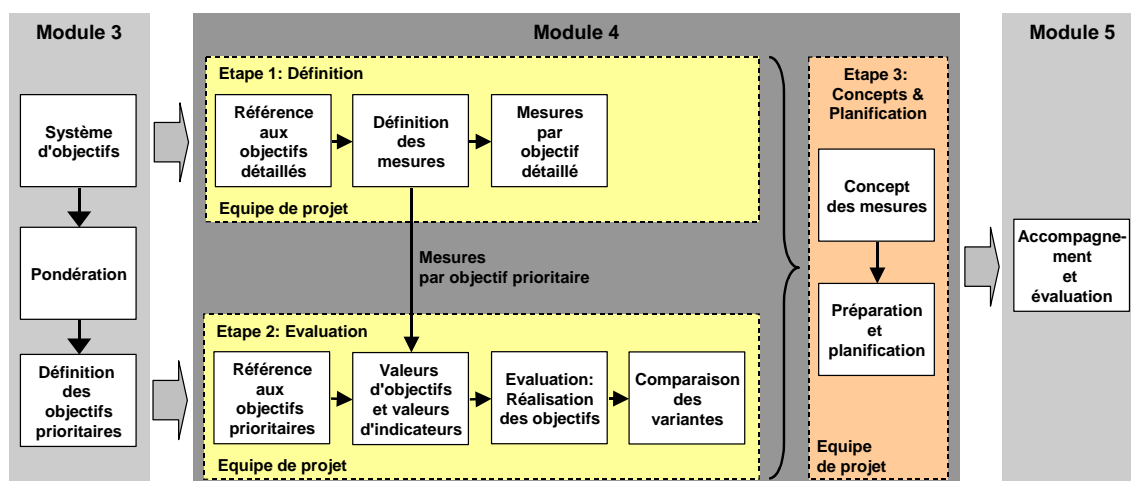 Module 3
Système
d'objectifs
Pondération
Définition
des
objectifs
prioritaires
Module 4
Etape 1: Définition
Référence
aux
objectifs
détaillés
Définition
des
mesures
Mesures
par
objectif
détaillé
Equipe de projet
Mesures
par objectif prioritaire
Etape 2: Evaluation
Référence
aux
objectifs
prioritaires
Valeurs
d'objectifs
et valeurs
d'indicateurs
Evaluation:
Réalisation
des objectifs
Comparaison
des
variantes
Equipe de projet
Etape 3:
Concepts &
Planification
Concept
des mesures
Préparation
et
planification
Equipe
de projet
Module 5
Accompagne-
ment
et
évaluation